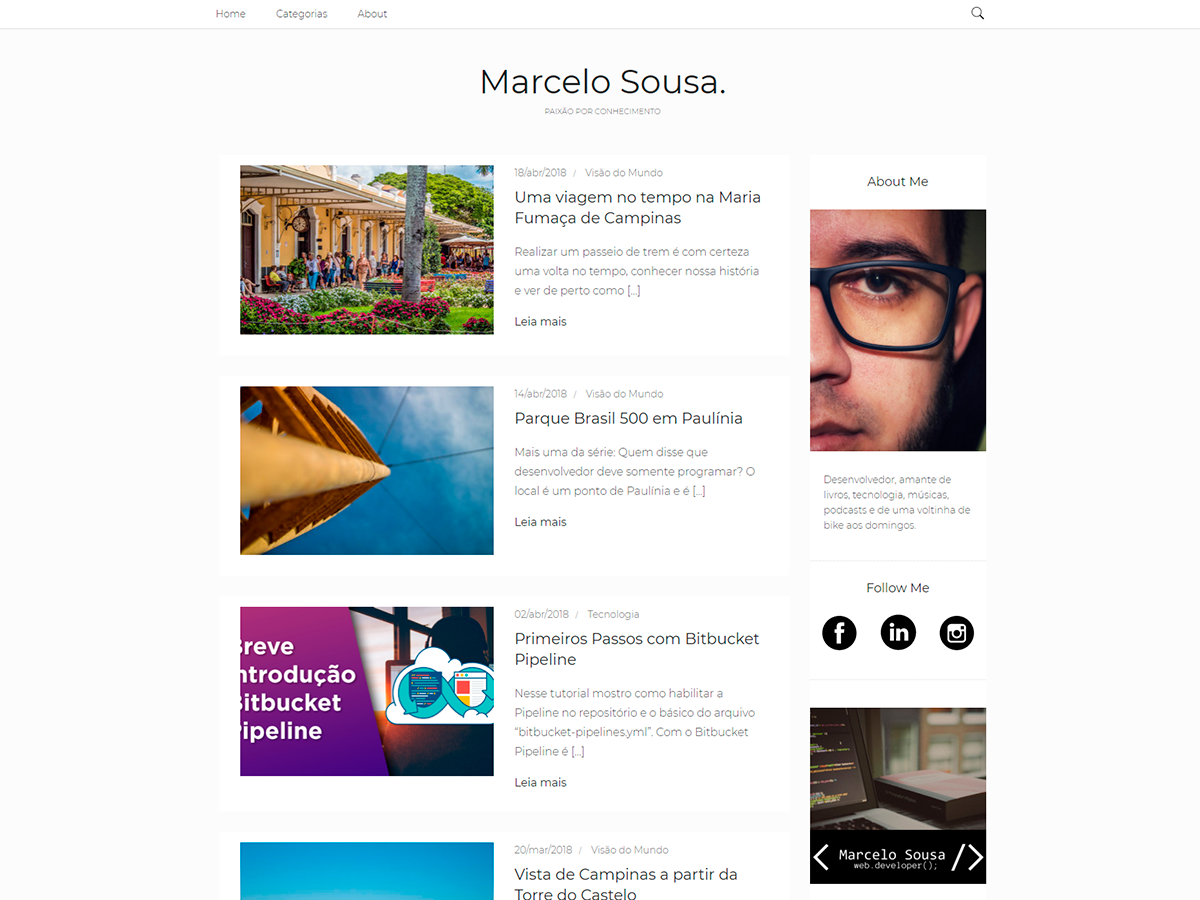 Home Categorias About
Marcelo Sousa.
PAIXÃO POR CONHECIMENTO
18/abr/2018 / Visão do Mundo
Uma viagem no tempo na Maria
Fumaça de Campinas
Realizar um passeio de trem é com certeza
uma volta no tempo, conhecer nossa história
e ver de perto como [...]
Leia mais
14/abr/2018 / Visão do Mundo
Parque Brasil 500 em Paulínia
Mais uma da série: Quem disse que
desenvolvedor deve somente programar? O
local é um ponto de Paulínia e é [...]
Leia mais
Breve
Introdução
Bitbucket
Pipeline
02/abr/2018 / Tecnologia
Primeiros Passos com Bitbucket
Pipeline
Nesse tutorial mostro como habilitar a
Pipeline no repositório e o básico do arquivo
“bitbucket-pipelines.yml”. Com o Bitbucket
Pipeline é [...]
Leia mais
20/mar/2018 / Visão do Mundo
Vista de Campinas a partir da
Torre do Castelo
About Me
Desenvolvedor, amante de
livros, tecnologia, músicas,
podcasts e de uma voltinha de
bike aos domingos.
Follow Me
f in
< Marcelo Sousa />
web.developer();